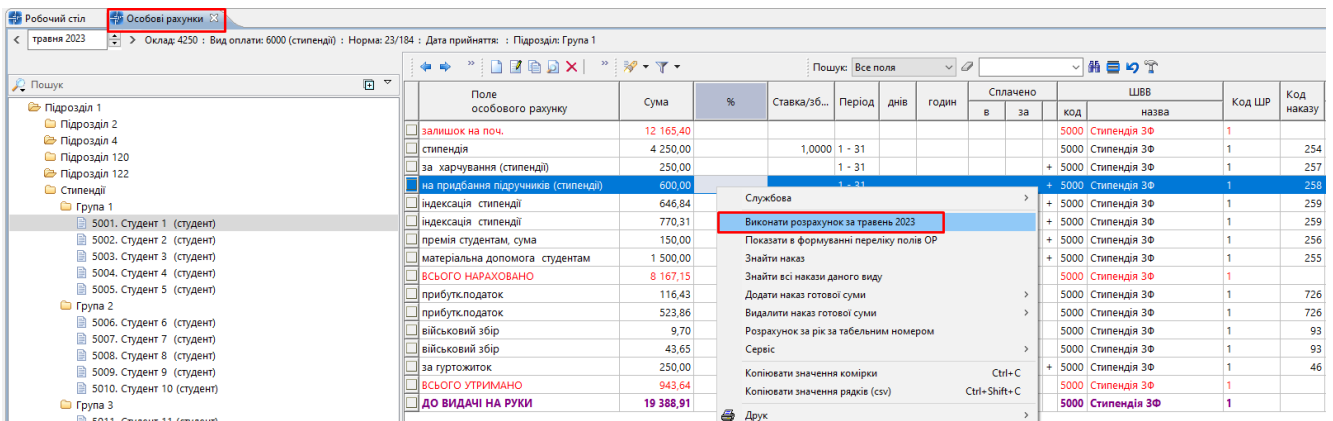 Робочий стіл Особові рахунки
травня 2023 Оклад: 4250 : Вид оплати: 6000 (стипендії) : Норма: 23/184 : Дата прийняття: : Підрозділ: Група 1
Пошук: Все поля
Пошук
Підрозділ 1
Підрозділ 2
Підрозділ 4
Підрозділ 120
Підрозділ 122
Стипендії
Група 1
5001. Студент 1 (студент)
5002. Студент 2 (студент)
5003. Студент 3 (студент)
5004. Студент 4 (студент)
5005. Студент 5 (студент)
Група 2
5006. Студент 6 (студент)
5007. Студент 7 (студент)
5008. Студент 8 (студент)
5009. Студент 9 (студент)
5010. Студент 10 (студент)
Група 3
5011. Студент 11 (студент)
Поле особового рахунку Сума % Ставка/зб... Період днів годин Сплачено в за ШВВ код назва Код ШР Код наказу
залишок на поч. 12 165,40 5000 Стипендія ЗФ 1
стипендія 4 250,00 1,0000 1 - 31 5000 Стипендія ЗФ 1 254
за харчування (стипендії) 250,00 1 - 31 + 5000 Стипендія ЗФ 1 257
на придбання підручників (стипендії) 600,00 1 - 31 + 5000 Стипендія ЗФ 1 258
індексація стипендії 646,84 + 5000 Стипендія ЗФ 1 259
індексація стипендії 770,31 + 5000 Стипендія ЗФ 1 259
премія студентам, сума 150,00 + 5000 Стипендія ЗФ 1 256
матеріальна допомога студентам 1 500,00 + 5000 Стипендія ЗФ 1 255
ВСЬОГО НАРАХОВАНО 8 167,15 5000 Стипендія ЗФ 1
прибутк.податок 116,43 5000 Стипендія ЗФ 1 726
прибутк.податок 523,86 5000 Стипендія ЗФ 1 726
військовий збір 9,70 5000 Стипендія ЗФ 1 93
військовий збір 43,65 5000 Стипендія ЗФ 1 93
за гуртожиток 250,00 + 5000 Стипендія ЗФ 1 46
ВСЬОГО УТРИМАНО 943,64 5000 Стипендія ЗФ 1
ДО ВИДАЧІ НА РУКИ 19 388,91 5000 Стипендія ЗФ 1
Службова
Виконати розрахунок за травень 2023
Показати в формуванні переліку полів ОР
Знайти наказ
Знайти всі накази даного виду
Додати наказ готової суми
Видалити наказ готової суми
Розрахунок за рік за табельним номером
Сервіс
Копіювати значення комірки Ctrl+C
Копіювати значення рядків (csv) Ctrl+Shift+C
Друк